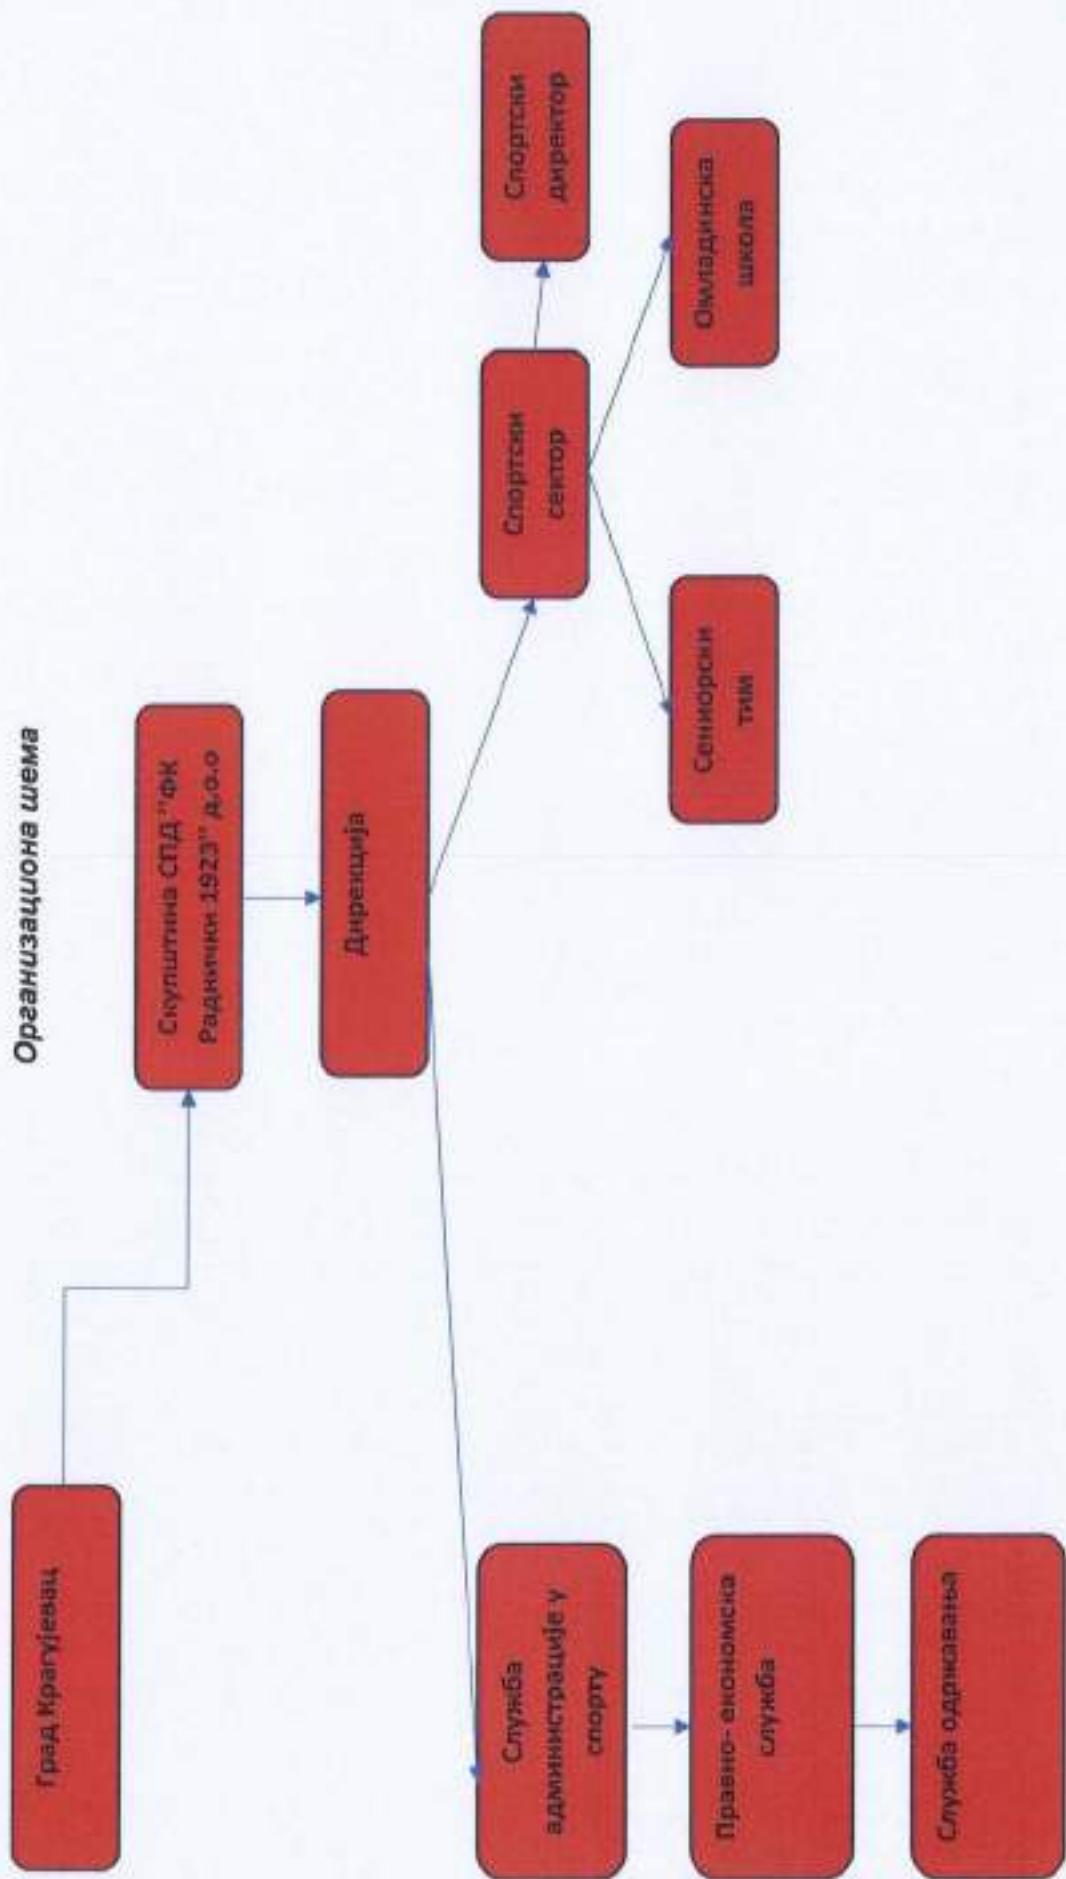 Организациона шема
Град Крагујевац
Скупштина СПД "ФК
Раднички 1923" д.о.о
Дирекција
Служба
администрације у
спорту
Правно- економска
служба
Служба одржавања
Спортски
сектор
Спортски
директор
Сениорски
тим
Омладинска
школа